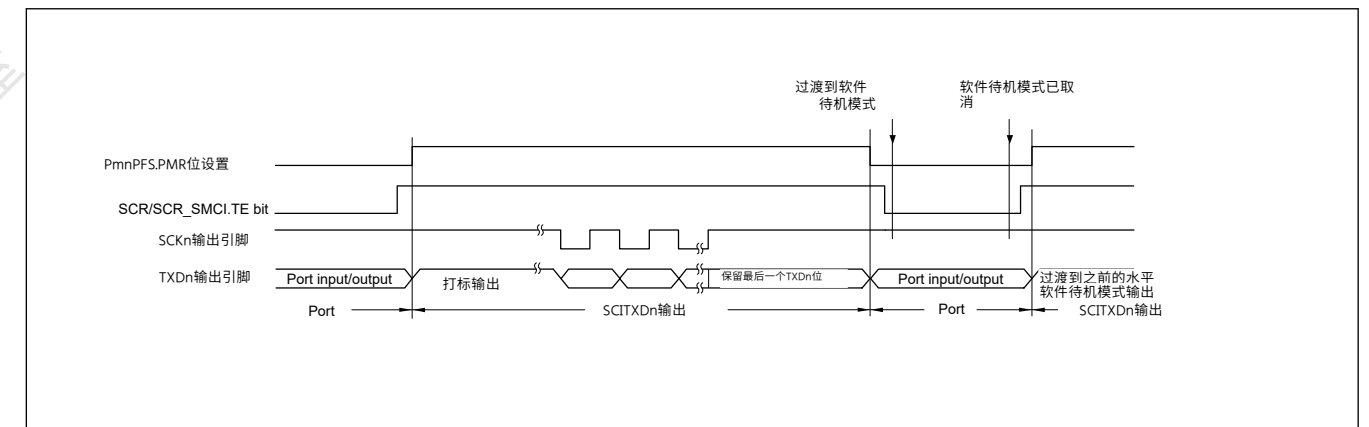 过渡到软件
待机模式
软件待机模式已取
消
PmnPFS.PMR位设置
SCR/SCR_SMCI.TE bit
SCKn输出引脚
TXDn输出引脚
Port input/output
打标输出
保留最后一个TXDn位
Port input/output
过渡到之前的水平
软件待机模式输出
Port
SCITXDn输出
Port
SCITXDn输出